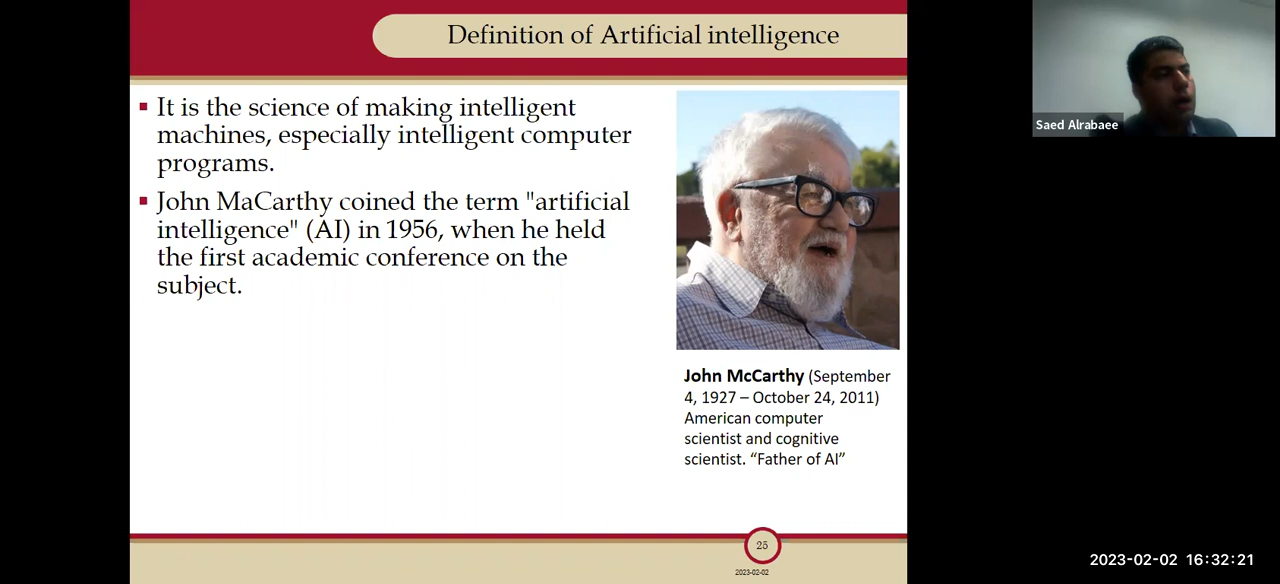 Definition of Artificial intelligence
It is the science of making intelligent
machines, especially intelligent computer
programs.
John MaCarthy coined the term "artificial
intelligence" (AI) in 1956, when he held
the first academic conference on the
subject.
John McCarthy (September
4, 1927 – October 24, 2011)
American computer
scientist and cognitive
scientist. “Father of AI”
25
2023-02-02
Saed Alrabaee
2023-02-02 16:32:21